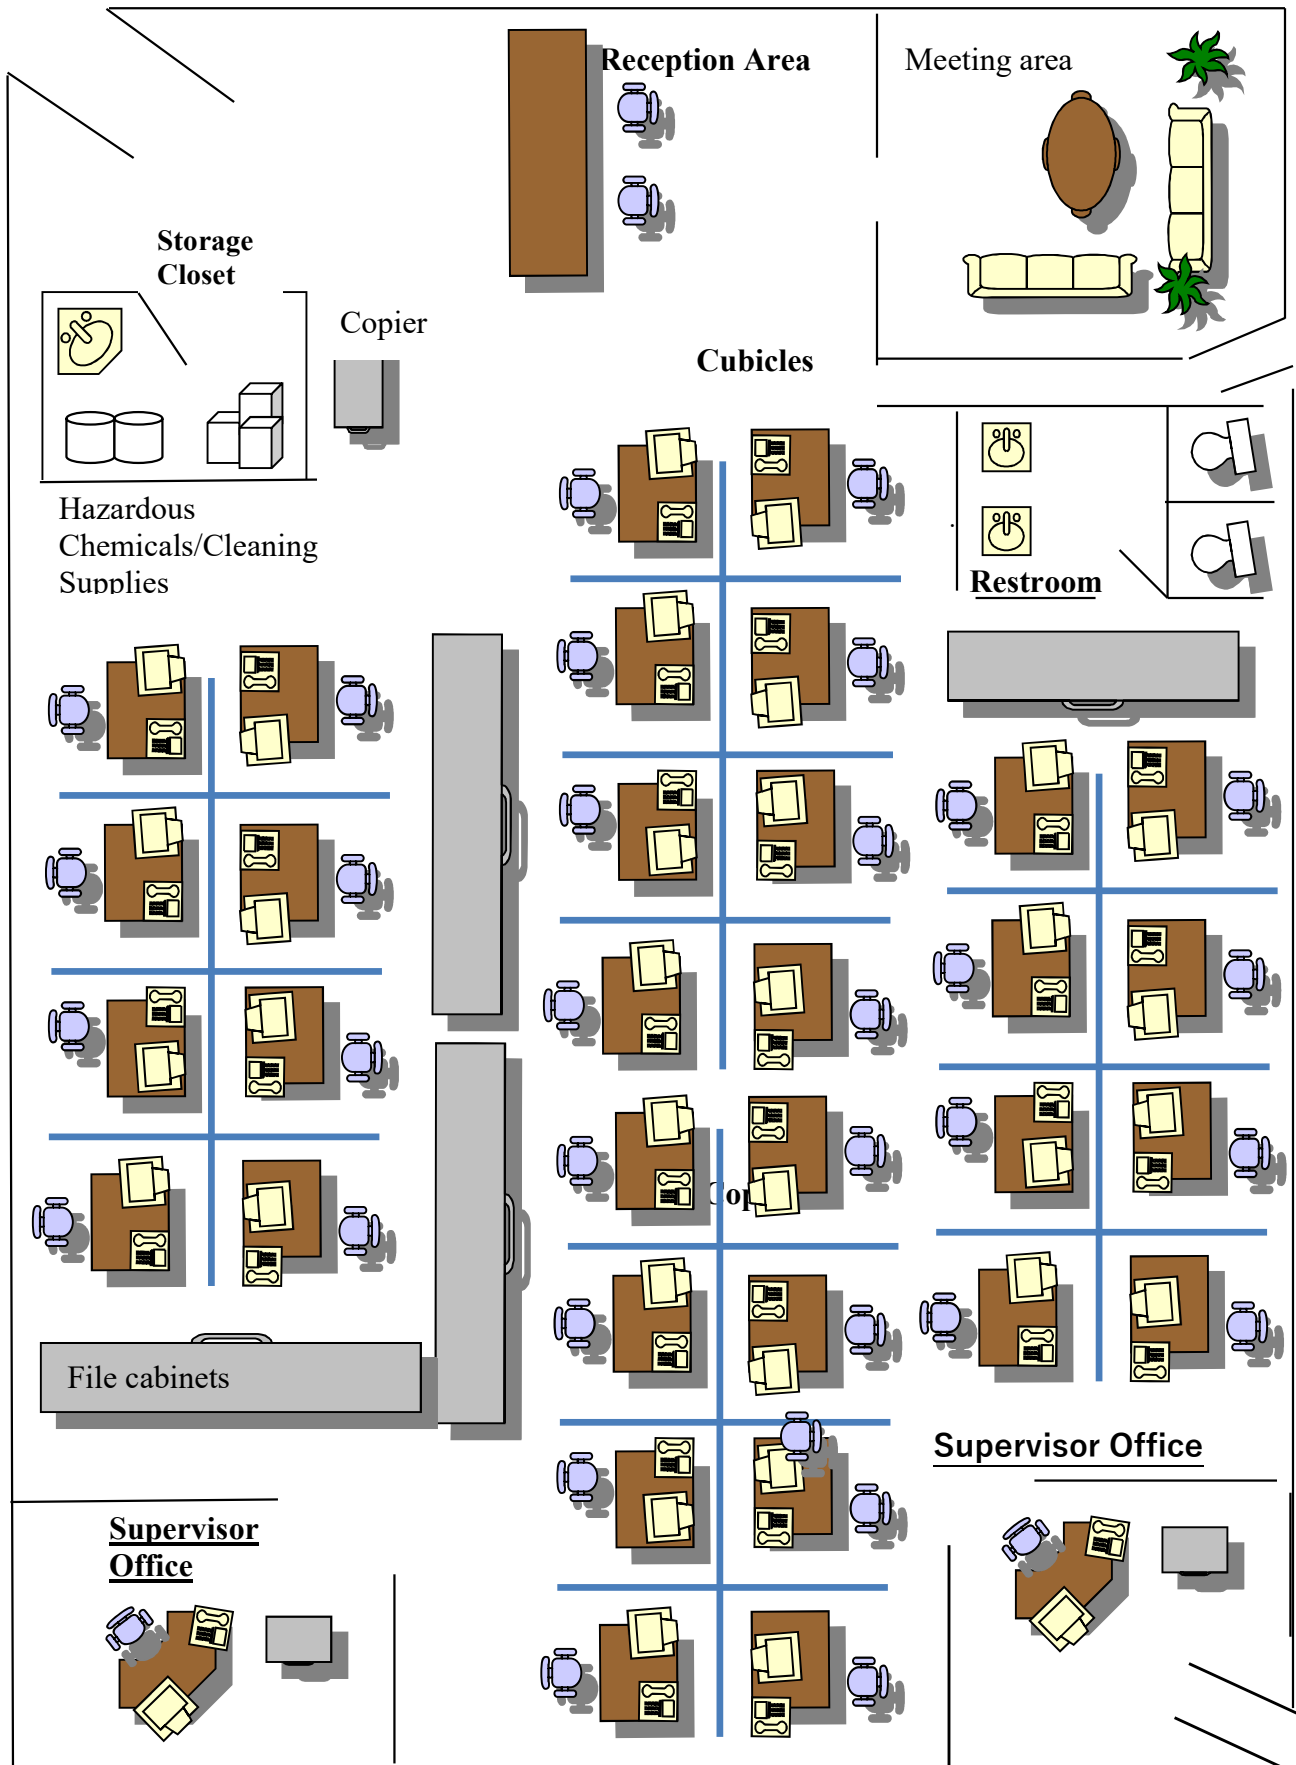 Reception Area
Meeting area
Storage
Closet
Copier
Cubicles
Hazardous
Chemicals/Cleaning
Supplies
Restroom
File cabinets
Supervisor Office
Supervisor
Office